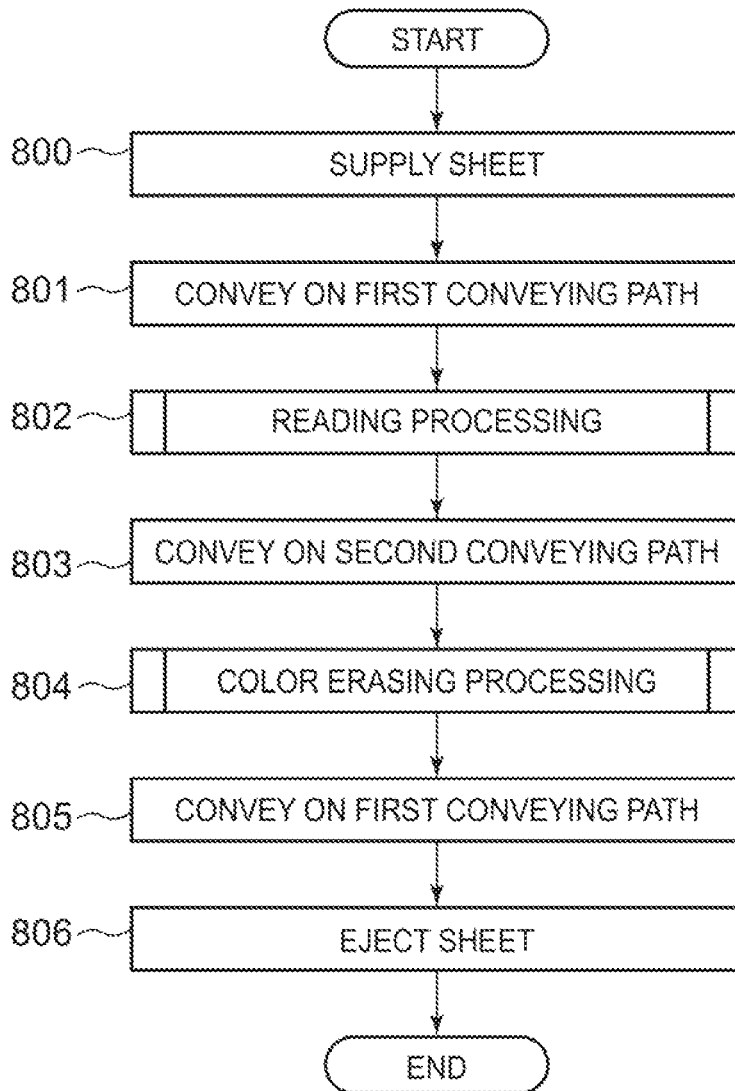 START
800
SUPPLY SHEET
801
CONVEY ON FIRST CONVEYING PATH
802
READING PROCESSING
803
CONVEY ON SECOND CONVEYING PATH
804
COLOR ERASING PROCESSING
805
CONVEY ON FIRST CONVEYING PATH
806
EJECT SHEET
END